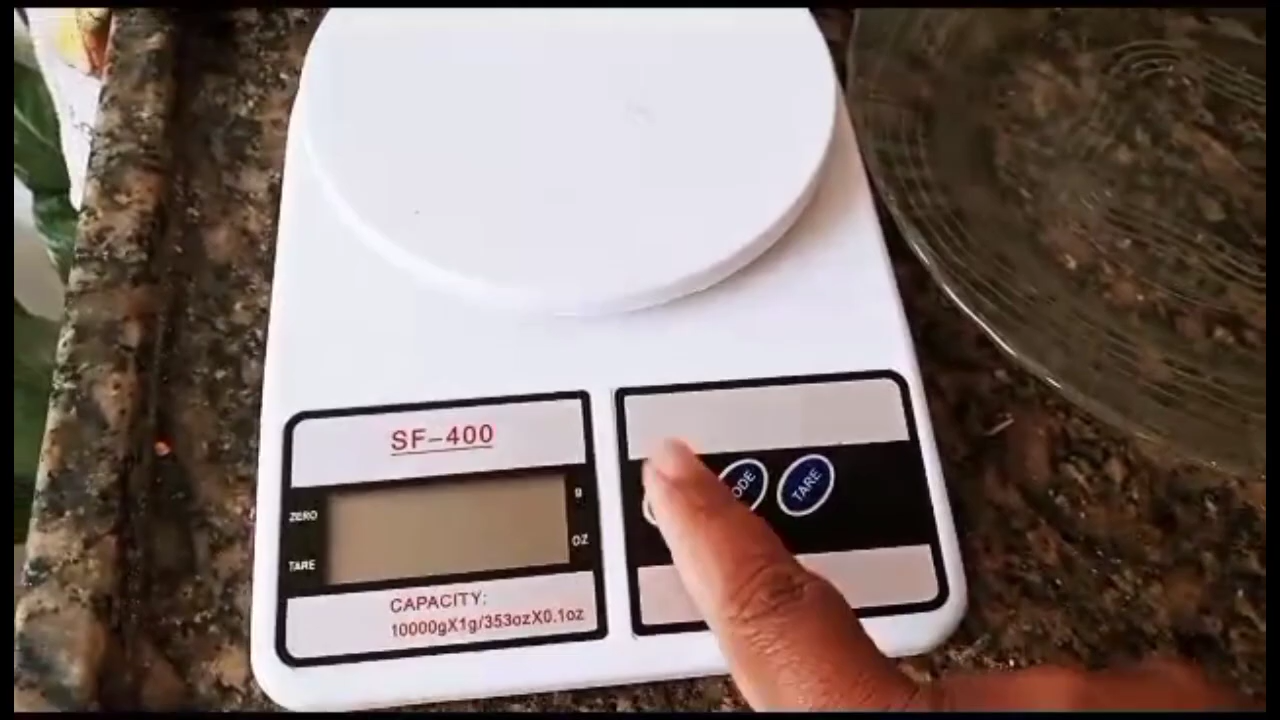 SF-400
ZERO
g
TARE
OZ
CAPACITY:
10000gX1g/353ozX0.1oz
TARE